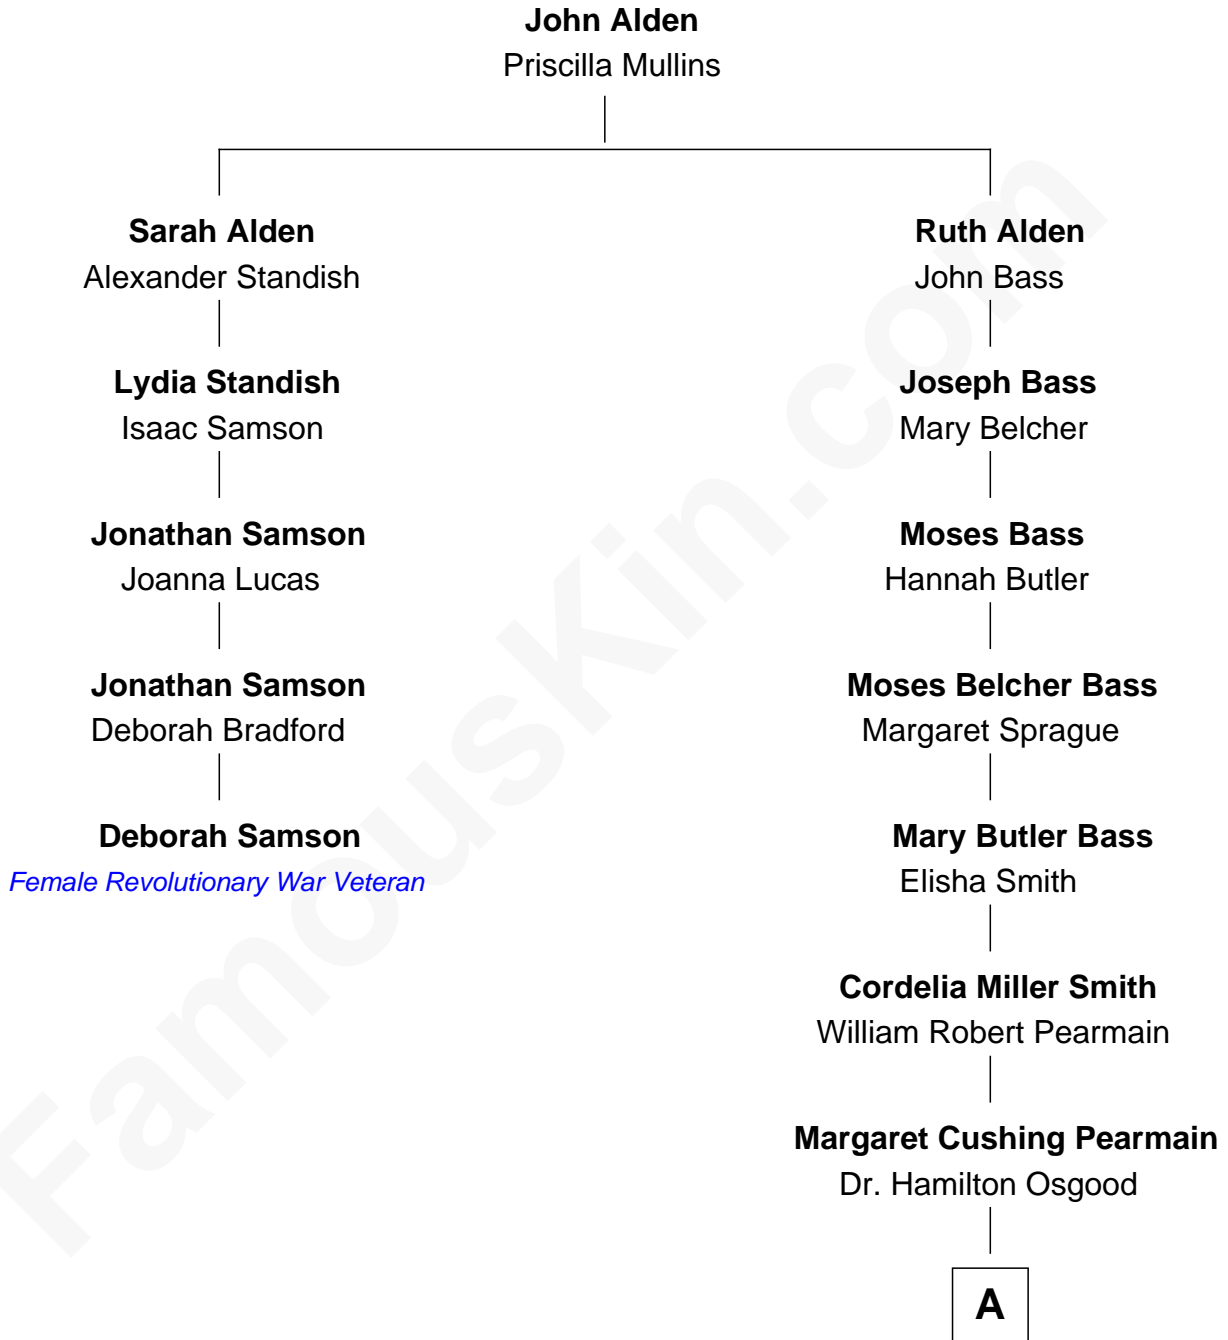 John Alden
Priscilla Mullins
Sarah Alden
Alexander Standish
Ruth Alden
John Bass
Lydia Standish
Isaac Samson
Joseph Bass
Mary Belcher
Jonathan Samson
Joanna Lucas
Moses Bass
Hannah Butler
Jonathan Samson
Deborah Bradford
Moses Belcher Bass
Margaret Sprague
Deborah Samson
Female Revolutionary War Veteran
Mary Butler Bass
Elisha Smith
Cordelia Miller Smith
William Robert Pearmain
Margaret Cushing Pearmain
Dr. Hamilton Osgood
A
FamousKin.com